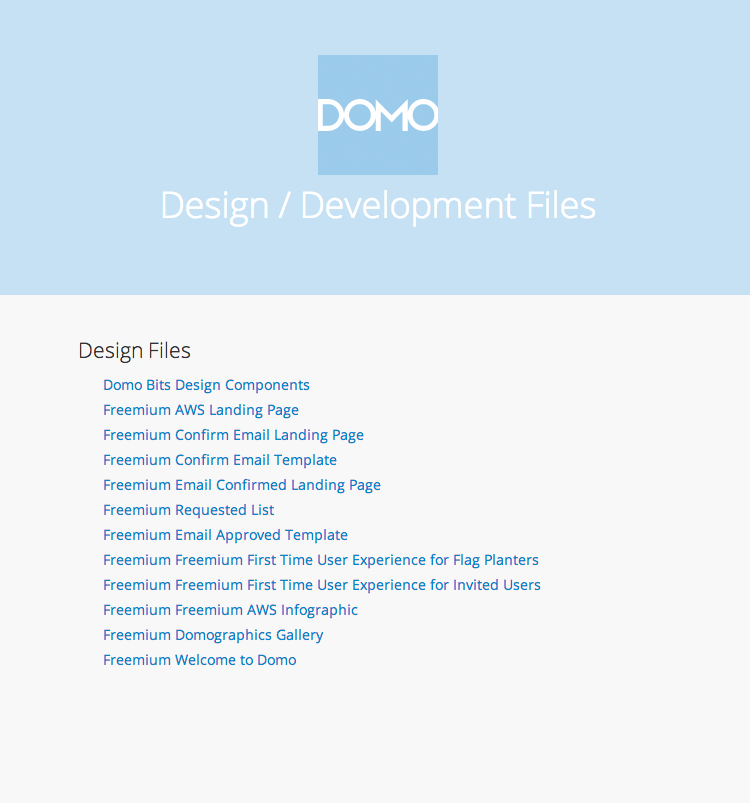 DOMO
Design / Development Files
Design Files
Domo Bits Design Components
Freemium AWS Landing Page
Freemium Confirm Email Landing Page
Freemium Confirm Email Template
Freemium Email Confirmed Landing Page
Freemium Requested List
Freemium Email Approved Template
Freemium Freemium First Time User Experience for Flag Planters
Freemium Freemium First Time User Experience for Invited Users
Freemium Freemium AWS Infographic
Freemium Domographics Gallery
Freemium Welcome to Domo